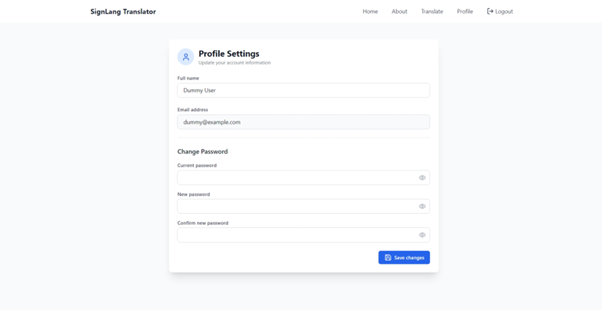 SignLang Translator
Home About Translate Profile Logout
Profile Settings
Update your account information
Full name
Dummy User
Email address
dummy@example.com
Change Password
Current password
New password
Confirm new password
Save changes